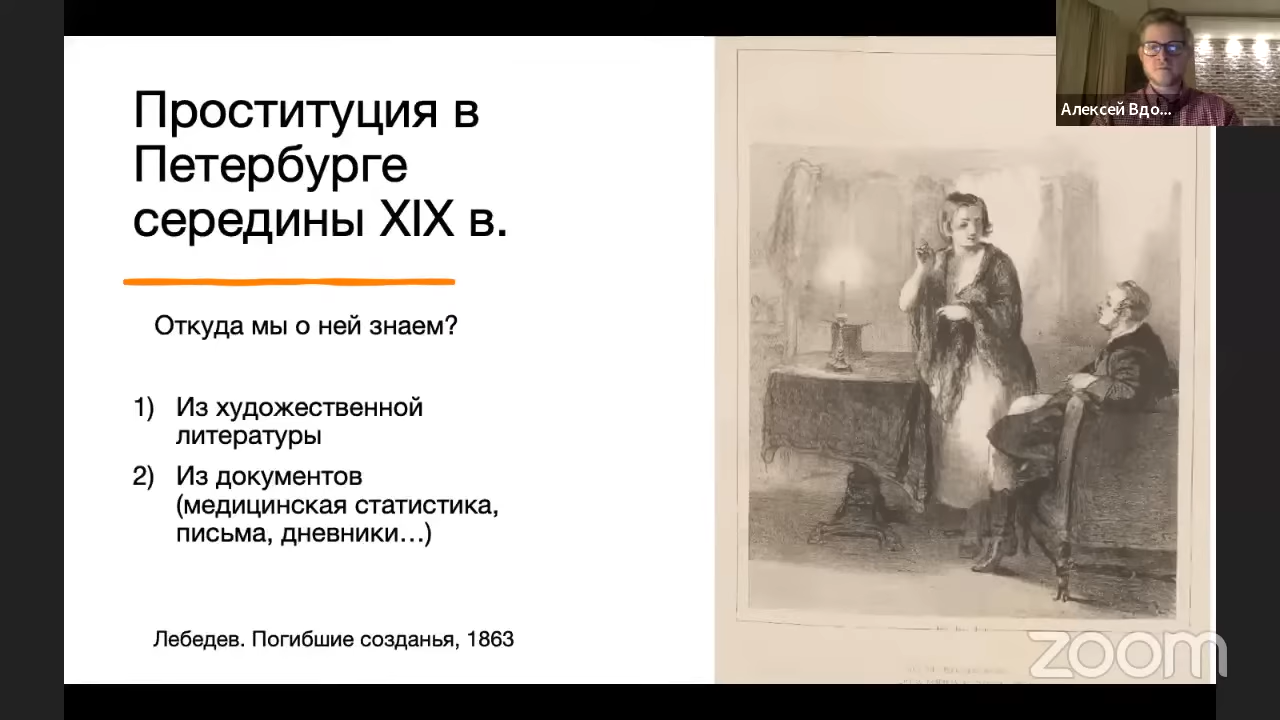 Проституция в
Петербурге
середины XIX в.
Откуда мы о ней знаем?
1) Из художественной
литературы
2) Из документов
(медицинская статистика,
письма, дневники...)
Лебедев. Погибшие созданья, 1863
Алексей Вдо...
zoom